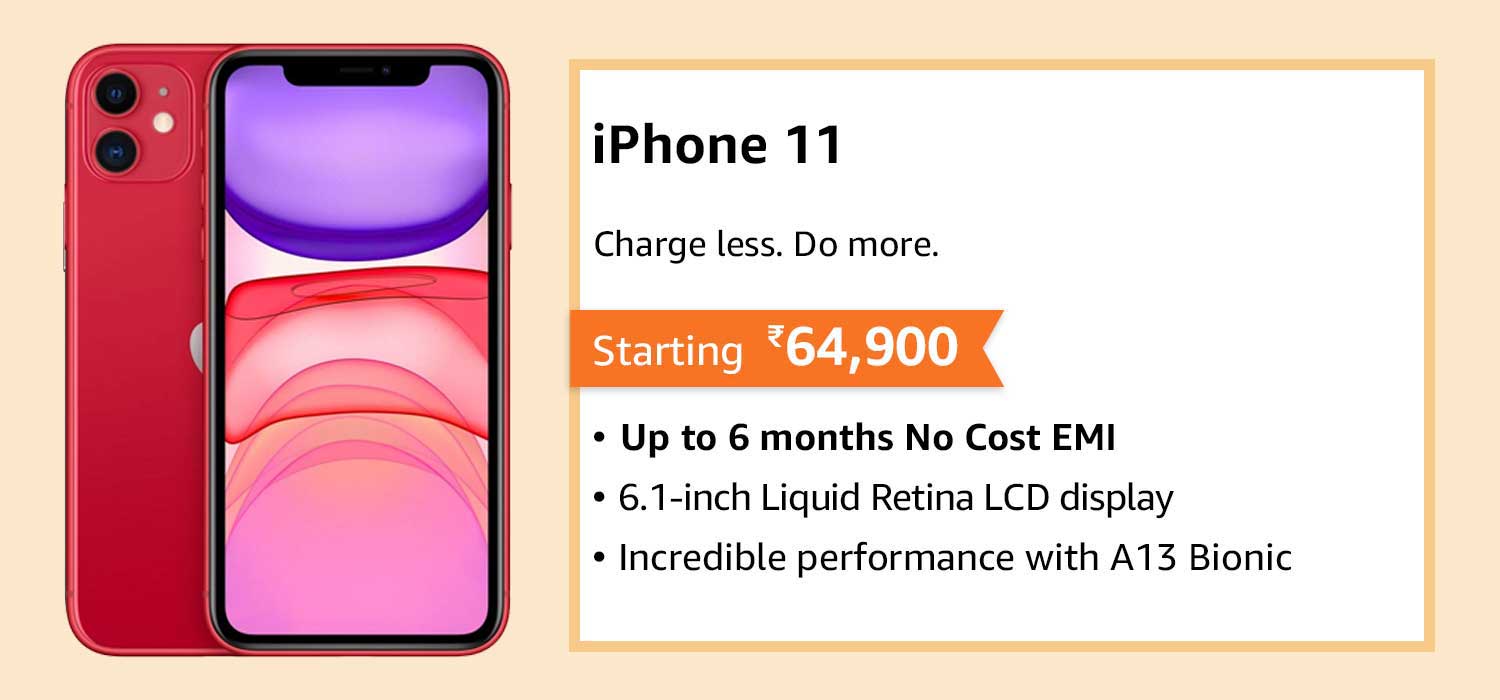 iPhone 11
Charge less. Do more.
Starting ₹64,900
• Up to 6 months No Cost EMI
• 6.1-inch Liquid Retina LCD display
• Incredible performance with A13 Bionic